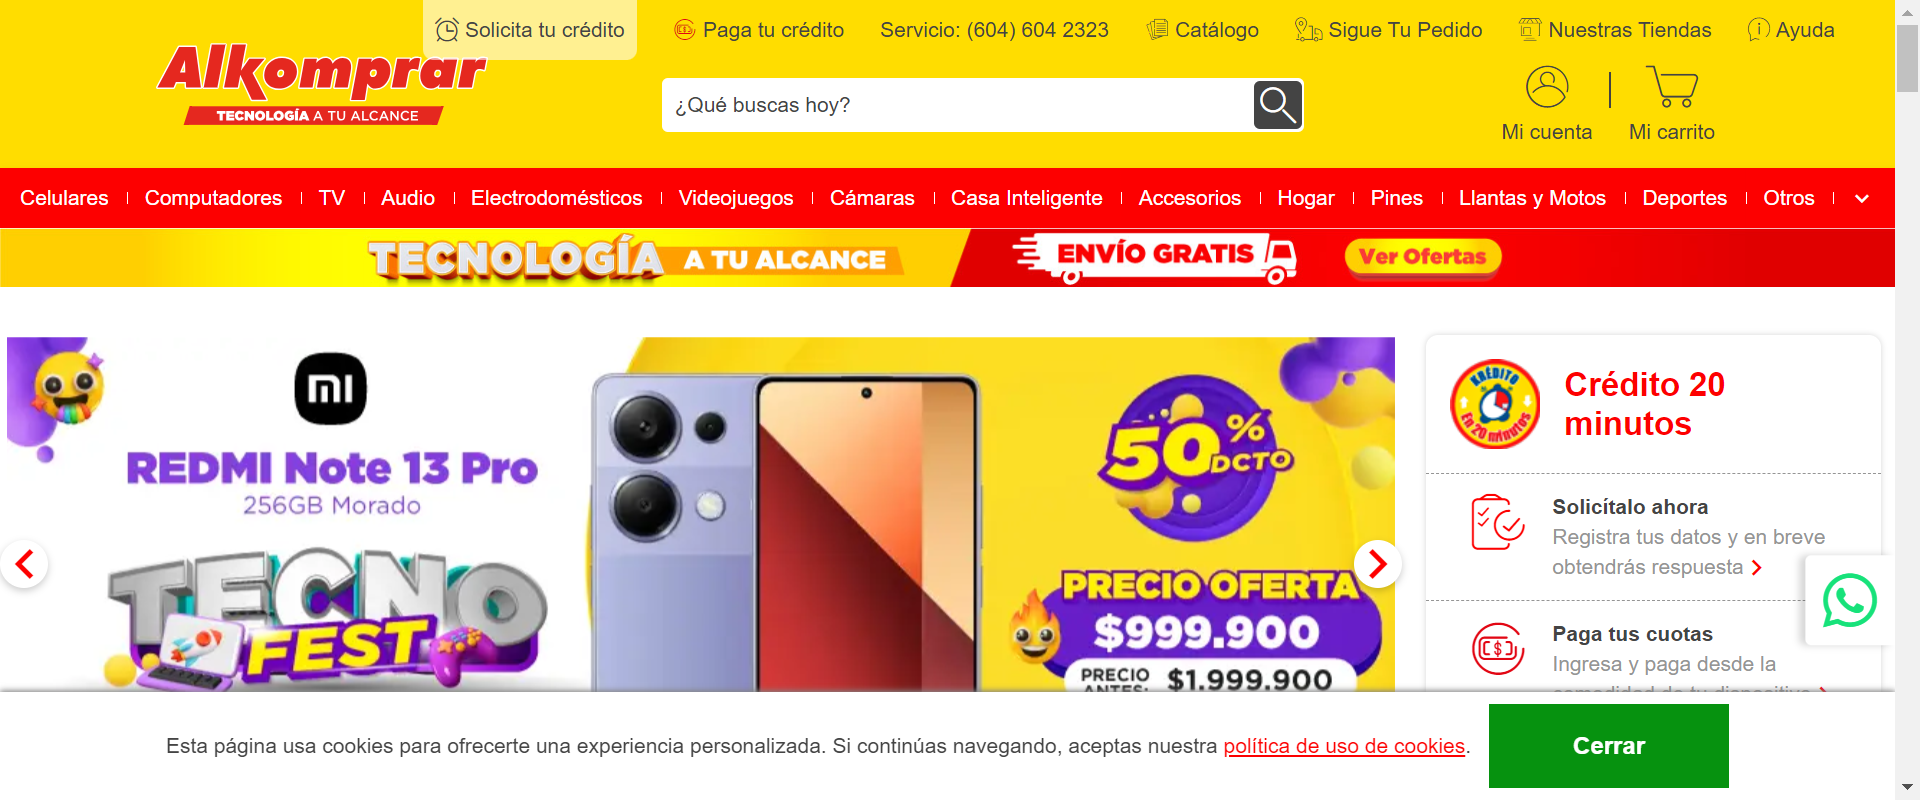 Solicita tu crédito
Paga tu crédito
Servicio: (604) 604 2323
Catálogo
Sigue Tu Pedido
Nuestras Tiendas
Ayuda
Alkomprar
TECNOLOGÍA A TU ALCANCE
¿Qué buscas hoy?
Mi cuenta
Mi carrito
Celulares
Computadores
TV
Audio
Electrodomésticos
Videojuegos
Cámaras
Casa Inteligente
Accesorios
Hogar
Pines
Llantas y Motos
Deportes
Otros
TECNOLOGÍA A TU ALCANCE
ENVÍO GRATIS
Ver Ofertas
mi
REDMI Note 13 Pro
256GB Morado
TECNO
FEST
50% DCTO
PRECIO OFERTA
$999.900
PRECIO ANTES: $1.999.900
KRÉDITO
En 20 minutos
Crédito 20
minutos
Solicítalo ahora
Registra tus datos y en breve
obtendrás respuesta
Paga tus cuotas
Ingresa y paga desde la
comodidad de tu dispositivo
Esta página usa cookies para ofrecerte una experiencia personalizada. Si continúas navegando, aceptas nuestra política de uso de cookies.
Cerrar